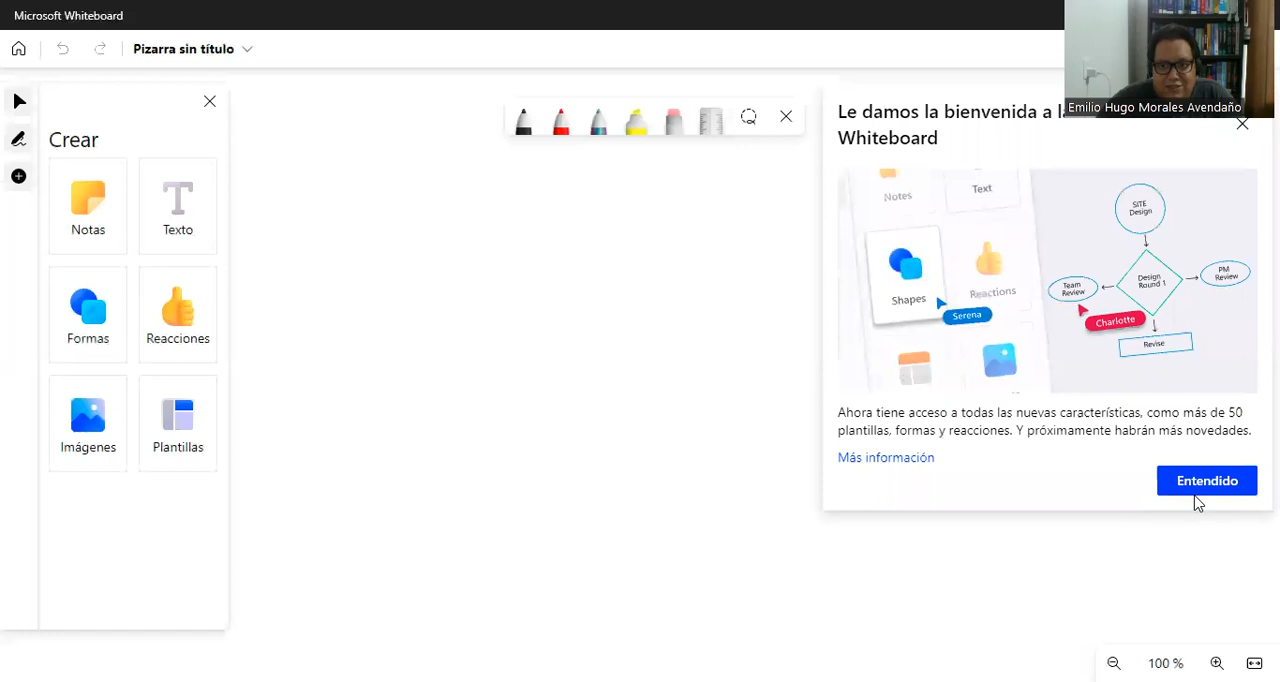 Microsoft Whiteboard
Pizarra sin título
Emilio Hugo Morales Avendaño
Crear
Notas
Texto
Formas
Reacciones
Imágenes
Plantillas
Le damos la bienvenida a
Whiteboard
Notes
Text
Shapes
Reactions
Serena
SITE
Design
Design
Round 1
Team
Review
PM
Review
Charlotte
Revise
Ahora tiene acceso a todas las nuevas características, como más de 50
plantillas, formas y reacciones. Y próximamente habrán más novedades.
Más información
Entendido
100 %